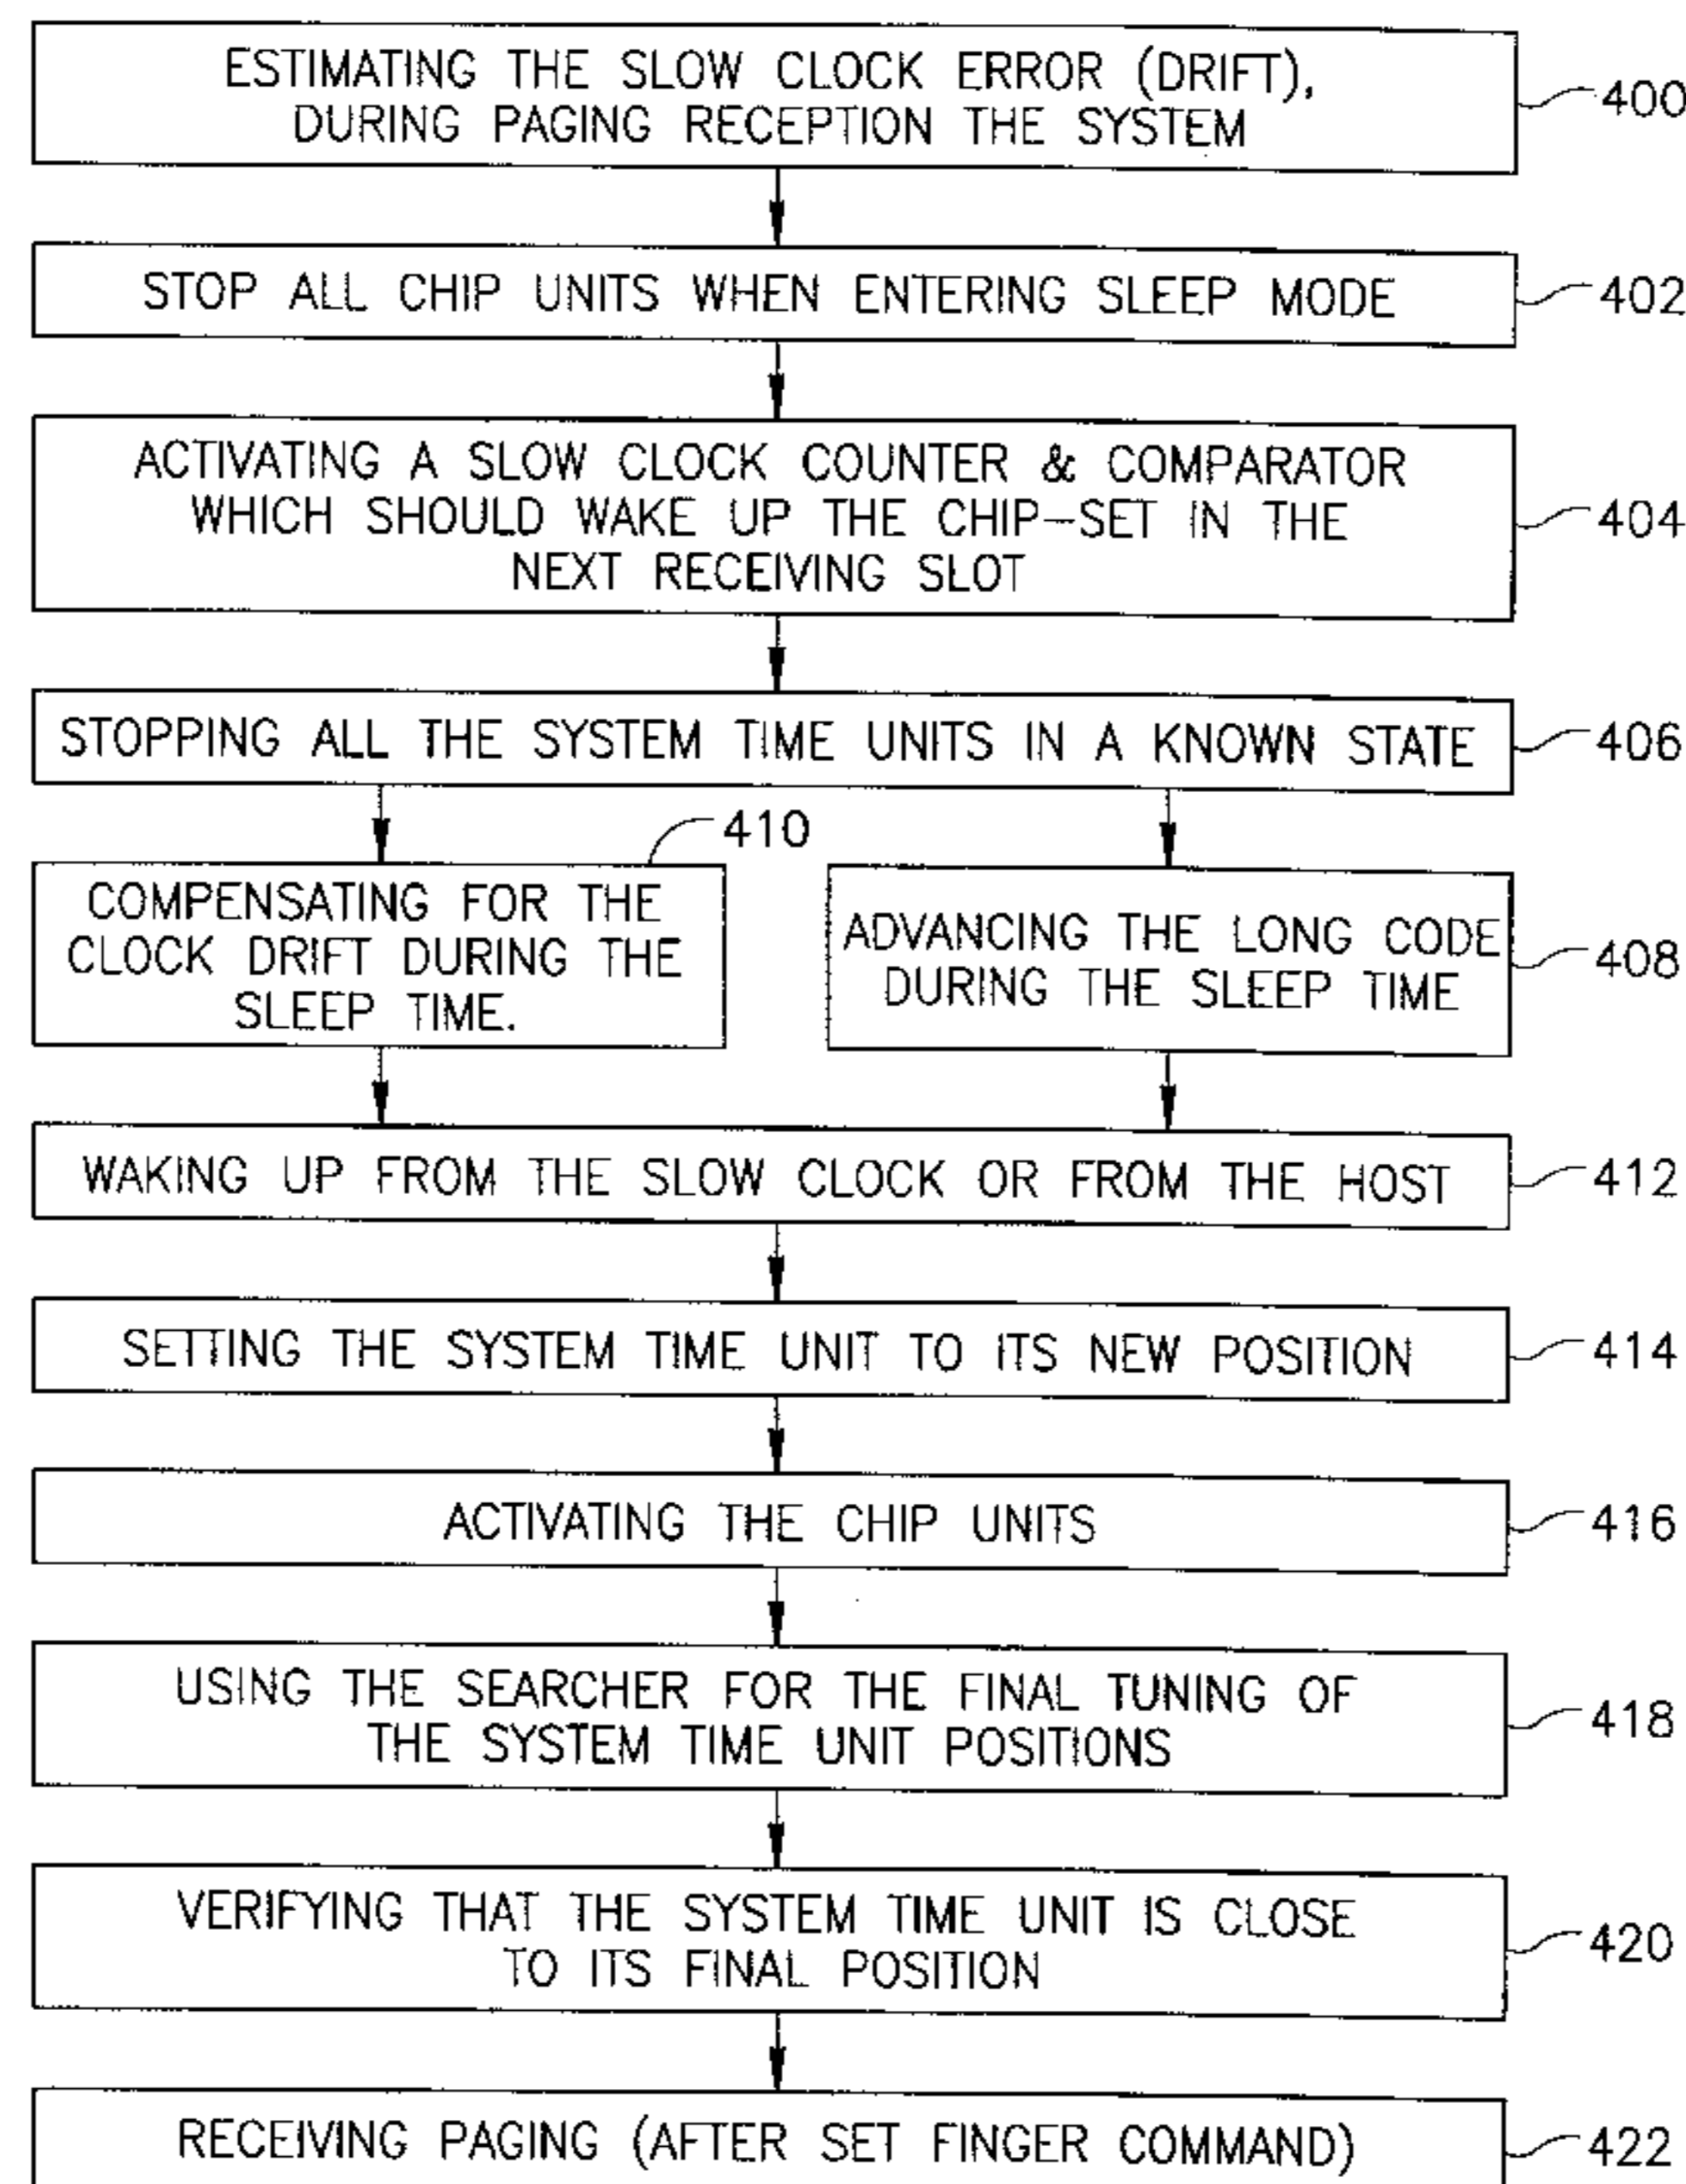 ESTIMATING THE SLOW CLOCK ERROR (DRIFT),
DURING PAGING RECEPTION THE SYSTEM
400
STOP ALL CHIP UNITS WHEN ENTERING SLEEP MODE
402
ACTIVATING A SLOW CLOCK COUNTER & COMPARATOR
WHICH SHOULD WAKE UP THE CHIP-SET IN THE
NEXT RECEIVING SLOT
404
STOPPING ALL THE SYSTEM TIME UNITS IN A KNOWN STATE
406
410
COMPENSATING FOR THE
CLOCK DRIFT DURING THE
SLEEP TIME.
ADVANCING THE LONG CODE
DURING THE SLEEP TIME
408
WAKING UP FROM THE SLOW CLOCK OR FROM THE HOST
412
SETTING THE SYSTEM TIME UNIT TO ITS NEW POSITION
414
ACTIVATING THE CHIP UNITS
416
USING THE SEARCHER FOR THE FINAL TUNING OF
THE SYSTEM TIME UNIT POSITIONS
418
VERIFYING THAT THE SYSTEM TIME UNIT IS CLOSE
TO ITS FINAL POSITION
420
RECEIVING PAGING (AFTER SET FINGER COMMAND)
422